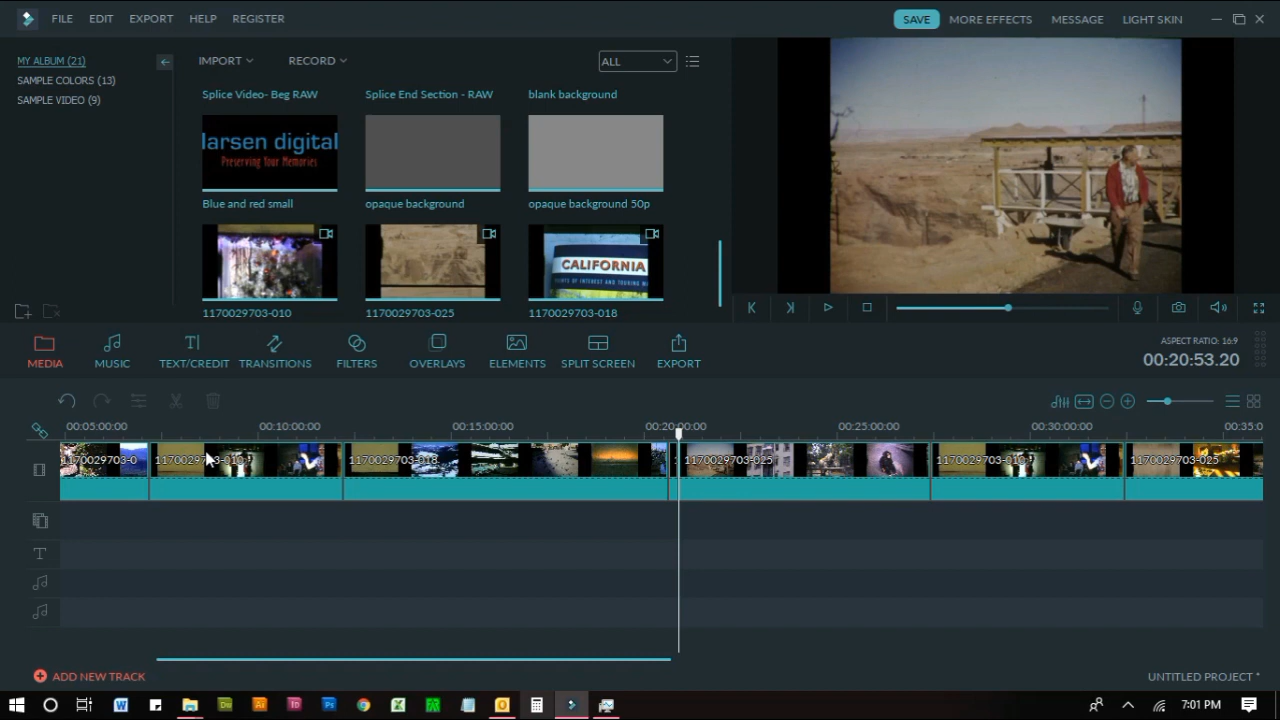 FILE EDIT EXPORT HELP REGISTER SAVE MORE EFFECTS MESSAGE LIGHT SKIN
MY ALBUM (21) IMPORT RECORD ALL
SAMPLE COLORS (13)
SAMPLE VIDEO (9)
Splice Video- Beg RAW Splice End Section - RAW blank background
larsen digital
Preserving Your Memories
Blue and red small opaque background opaque background 50p
CALIFORNIA
1170029703-010 1170029703-025 1170029703-018
MEDIA MUSIC TEXT/CREDIT TRANSITIONS FILTERS OVERLAYS ELEMENTS SPLIT SCREEN EXPORT
ASPECT RATIO: 16:9
00:20:53.20
00:05:00:00 00:10:00:00 00:15:00:00 00:20:00:00 00:25:00:00 00:30:00:00 00:35:0
1170029703-0 1170029703-018 1170029703-025 1170029703-025
ADD NEW TRACK UNTITLED PROJECT *
7:01 PM